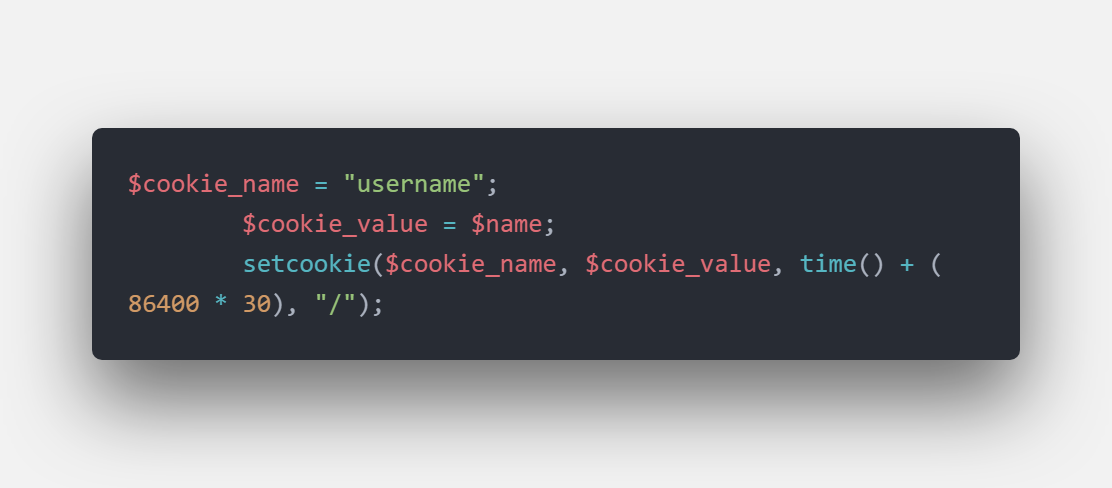 $cookie_name = "username";
        $cookie_value = $name;
        setcookie($cookie_name, $cookie_value, time() + (
86400 * 30), "/");